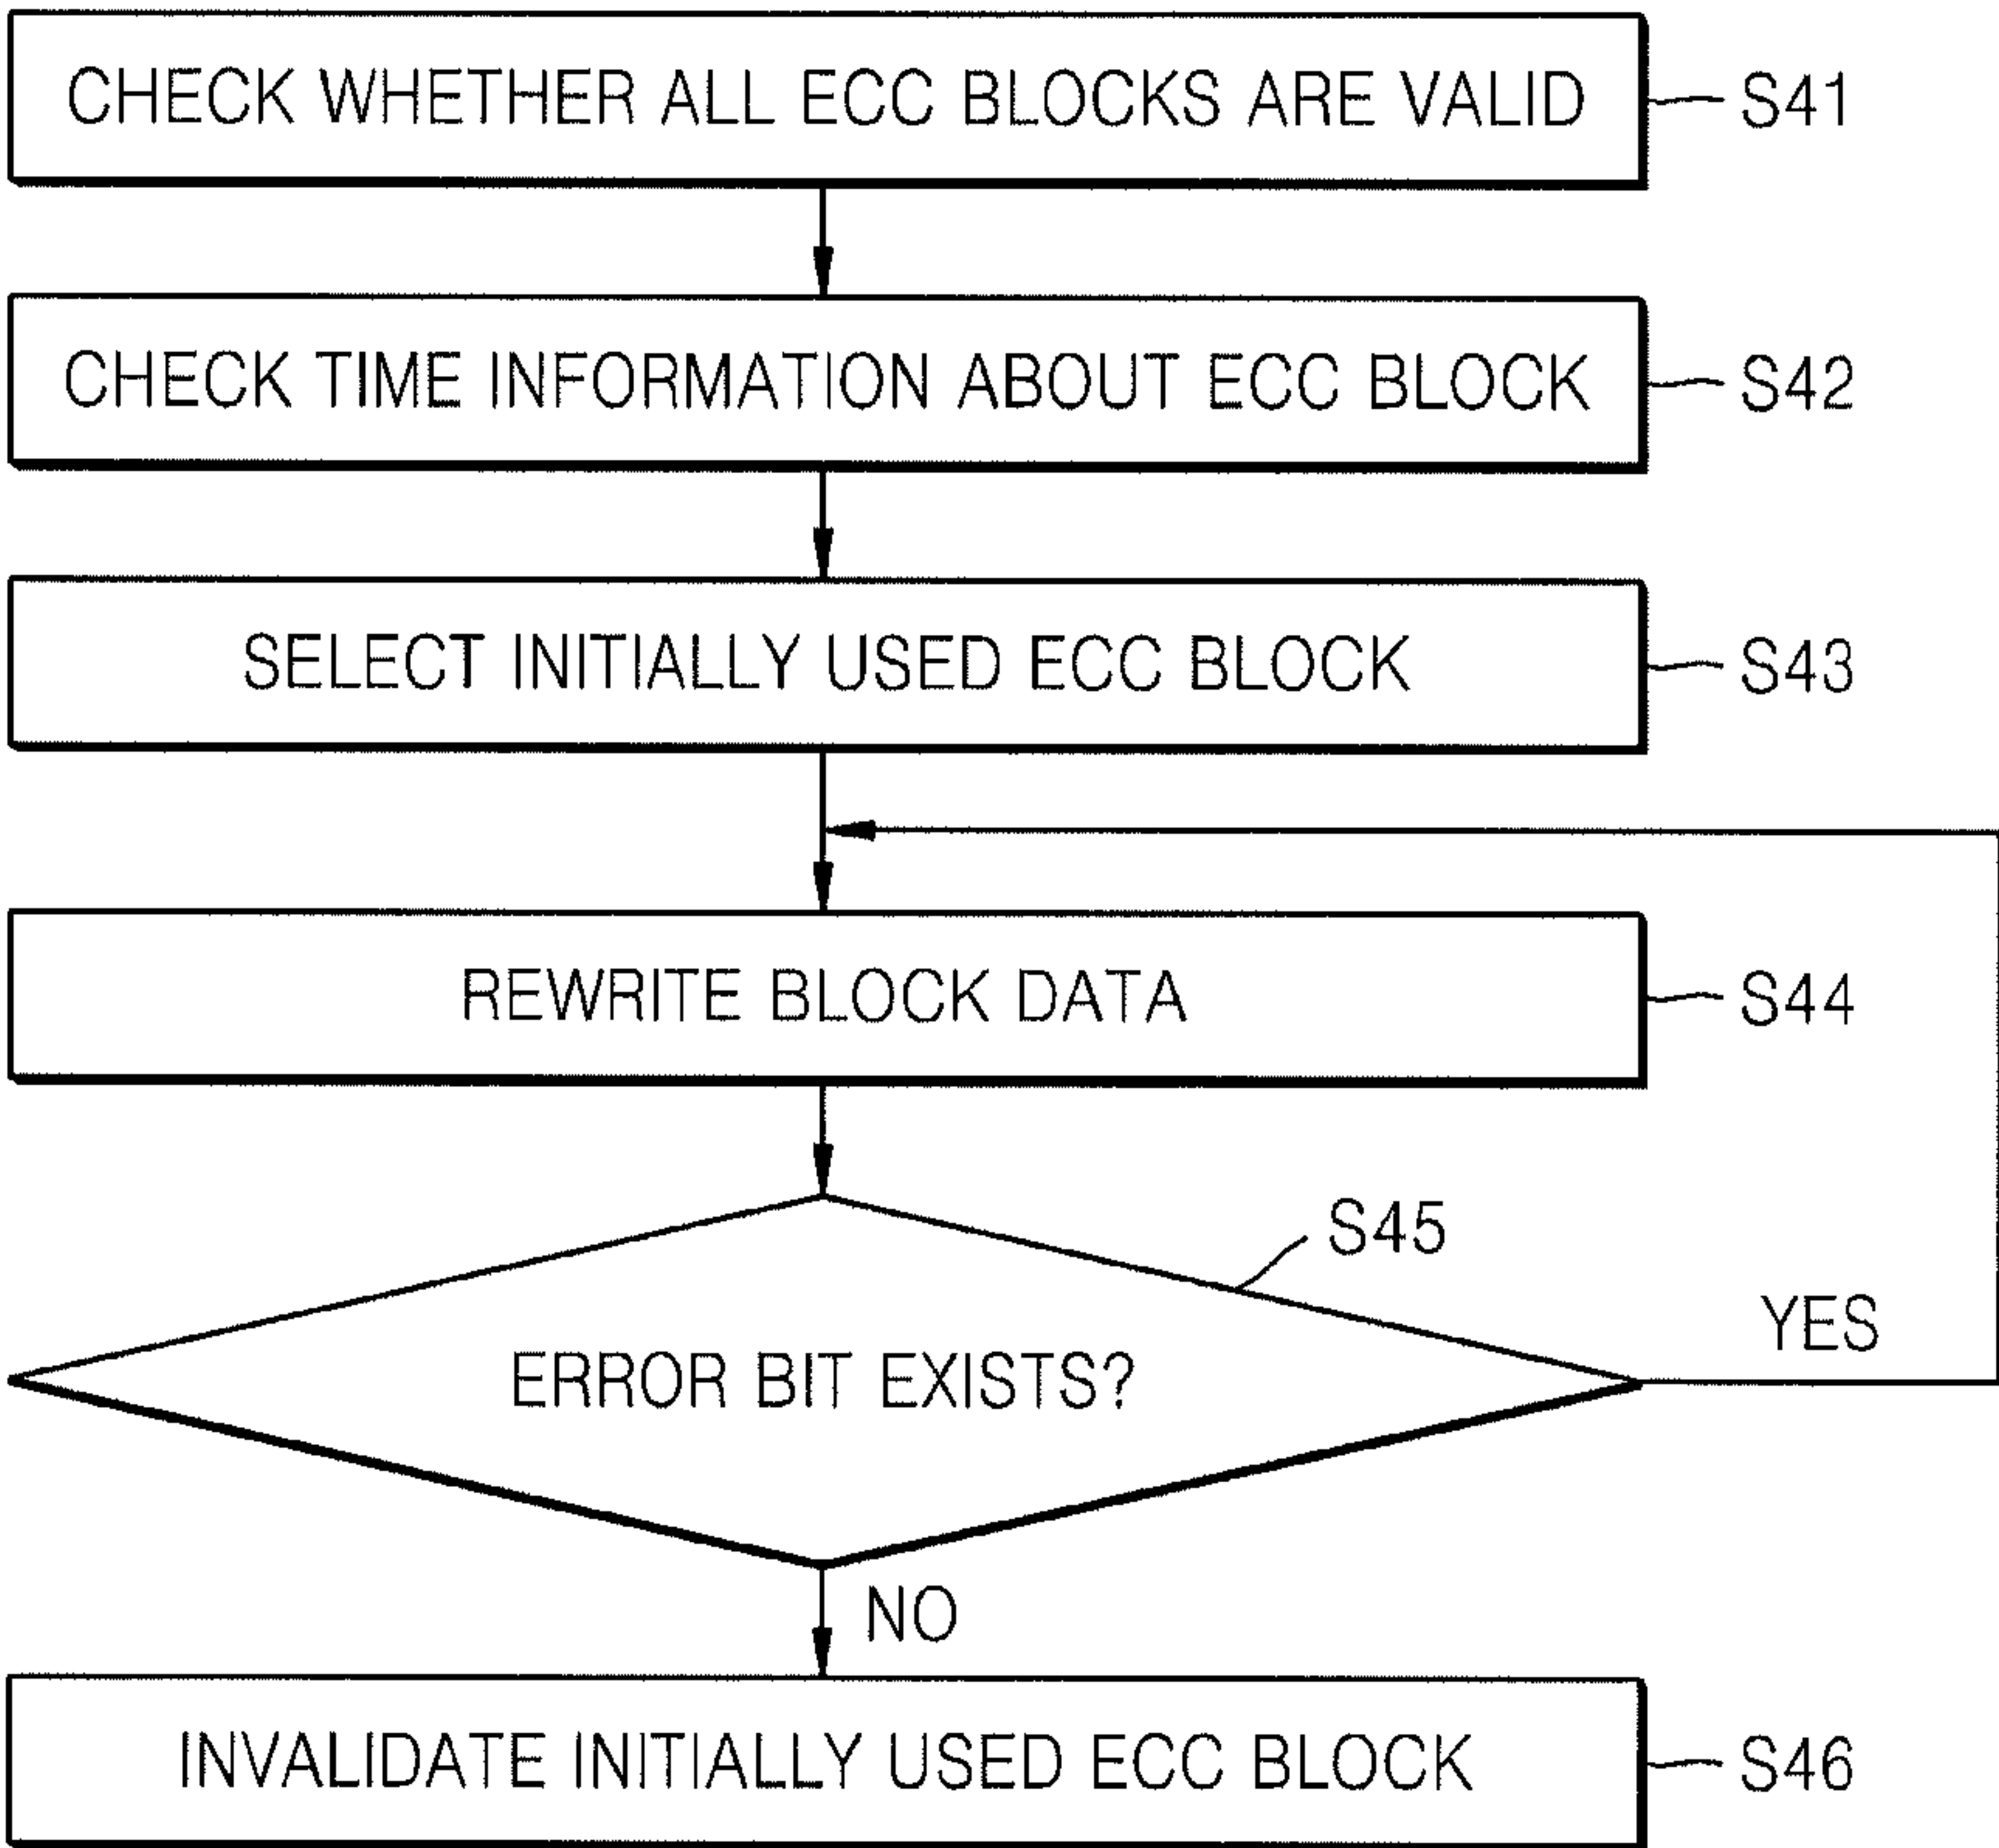 CHECK WHETHER ALL ECC BLOCKS ARE VALID S41
CHECK TIME INFORMATION ABOUT ECC BLOCK S42
SELECT INITIALLY USED ECC BLOCK S43
REWRITE BLOCK DATA S44
S45
YES
ERROR BIT EXISTS?
NO
INVALIDATE INITIALLY USED ECC BLOCK S46